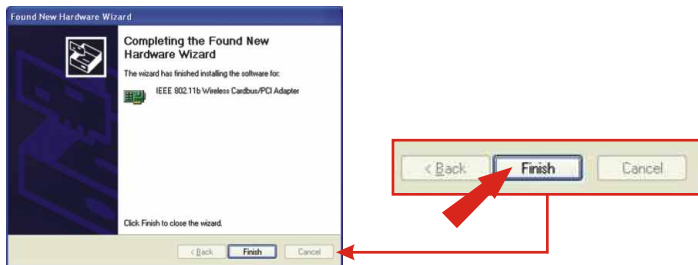 Found New Hardware Wizard
Completing the Found New
Hardware Wizard
The wizard has finished installing the software for:
IEEE 802.11b Wireless Cardbus/PCI Adapter
Click Finish to close the wizard.
< Back Finish Cancel
< Back Finish Cancel